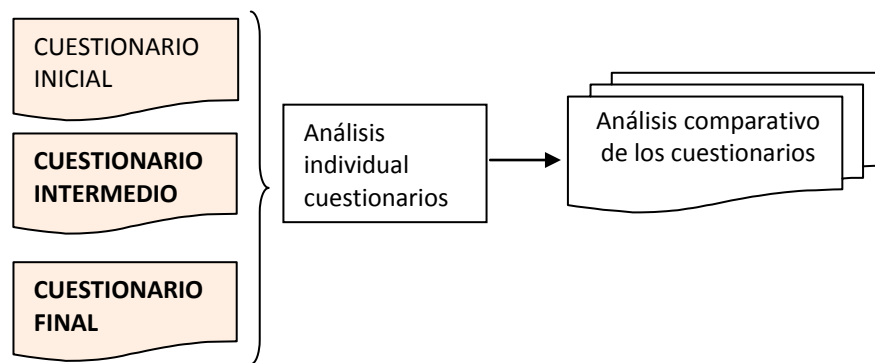 CUESTIONARIO
INICIAL
CUESTIONARIO
INTERMEDIO
CUESTIONARIO
FINAL
Análisis
individual
cuestionarios
Análisis comparativo
de los cuestionarios